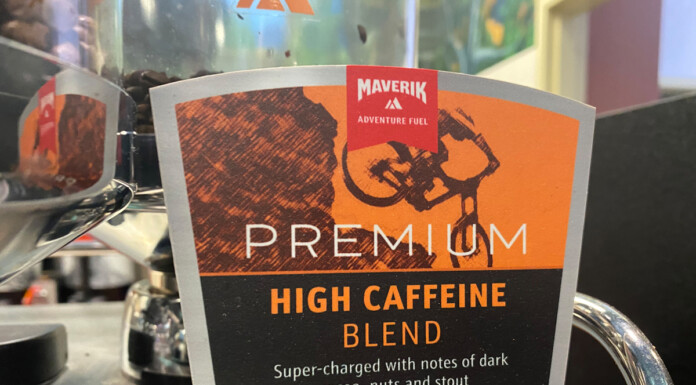 MAVERIK
ADVENTURE FUEL
PREMIUM
HIGH CAFFEINE
BLEND
Super-charged with notes of dark
nuts and stout